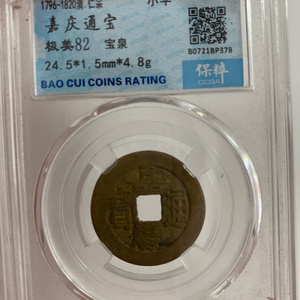 1796-1820清.仁宗 小平
嘉庆通宝
极美82 宝泉
24.5*1.5mm*4.8g
B0721BP378
保粹
BAO CUI COINS RATING